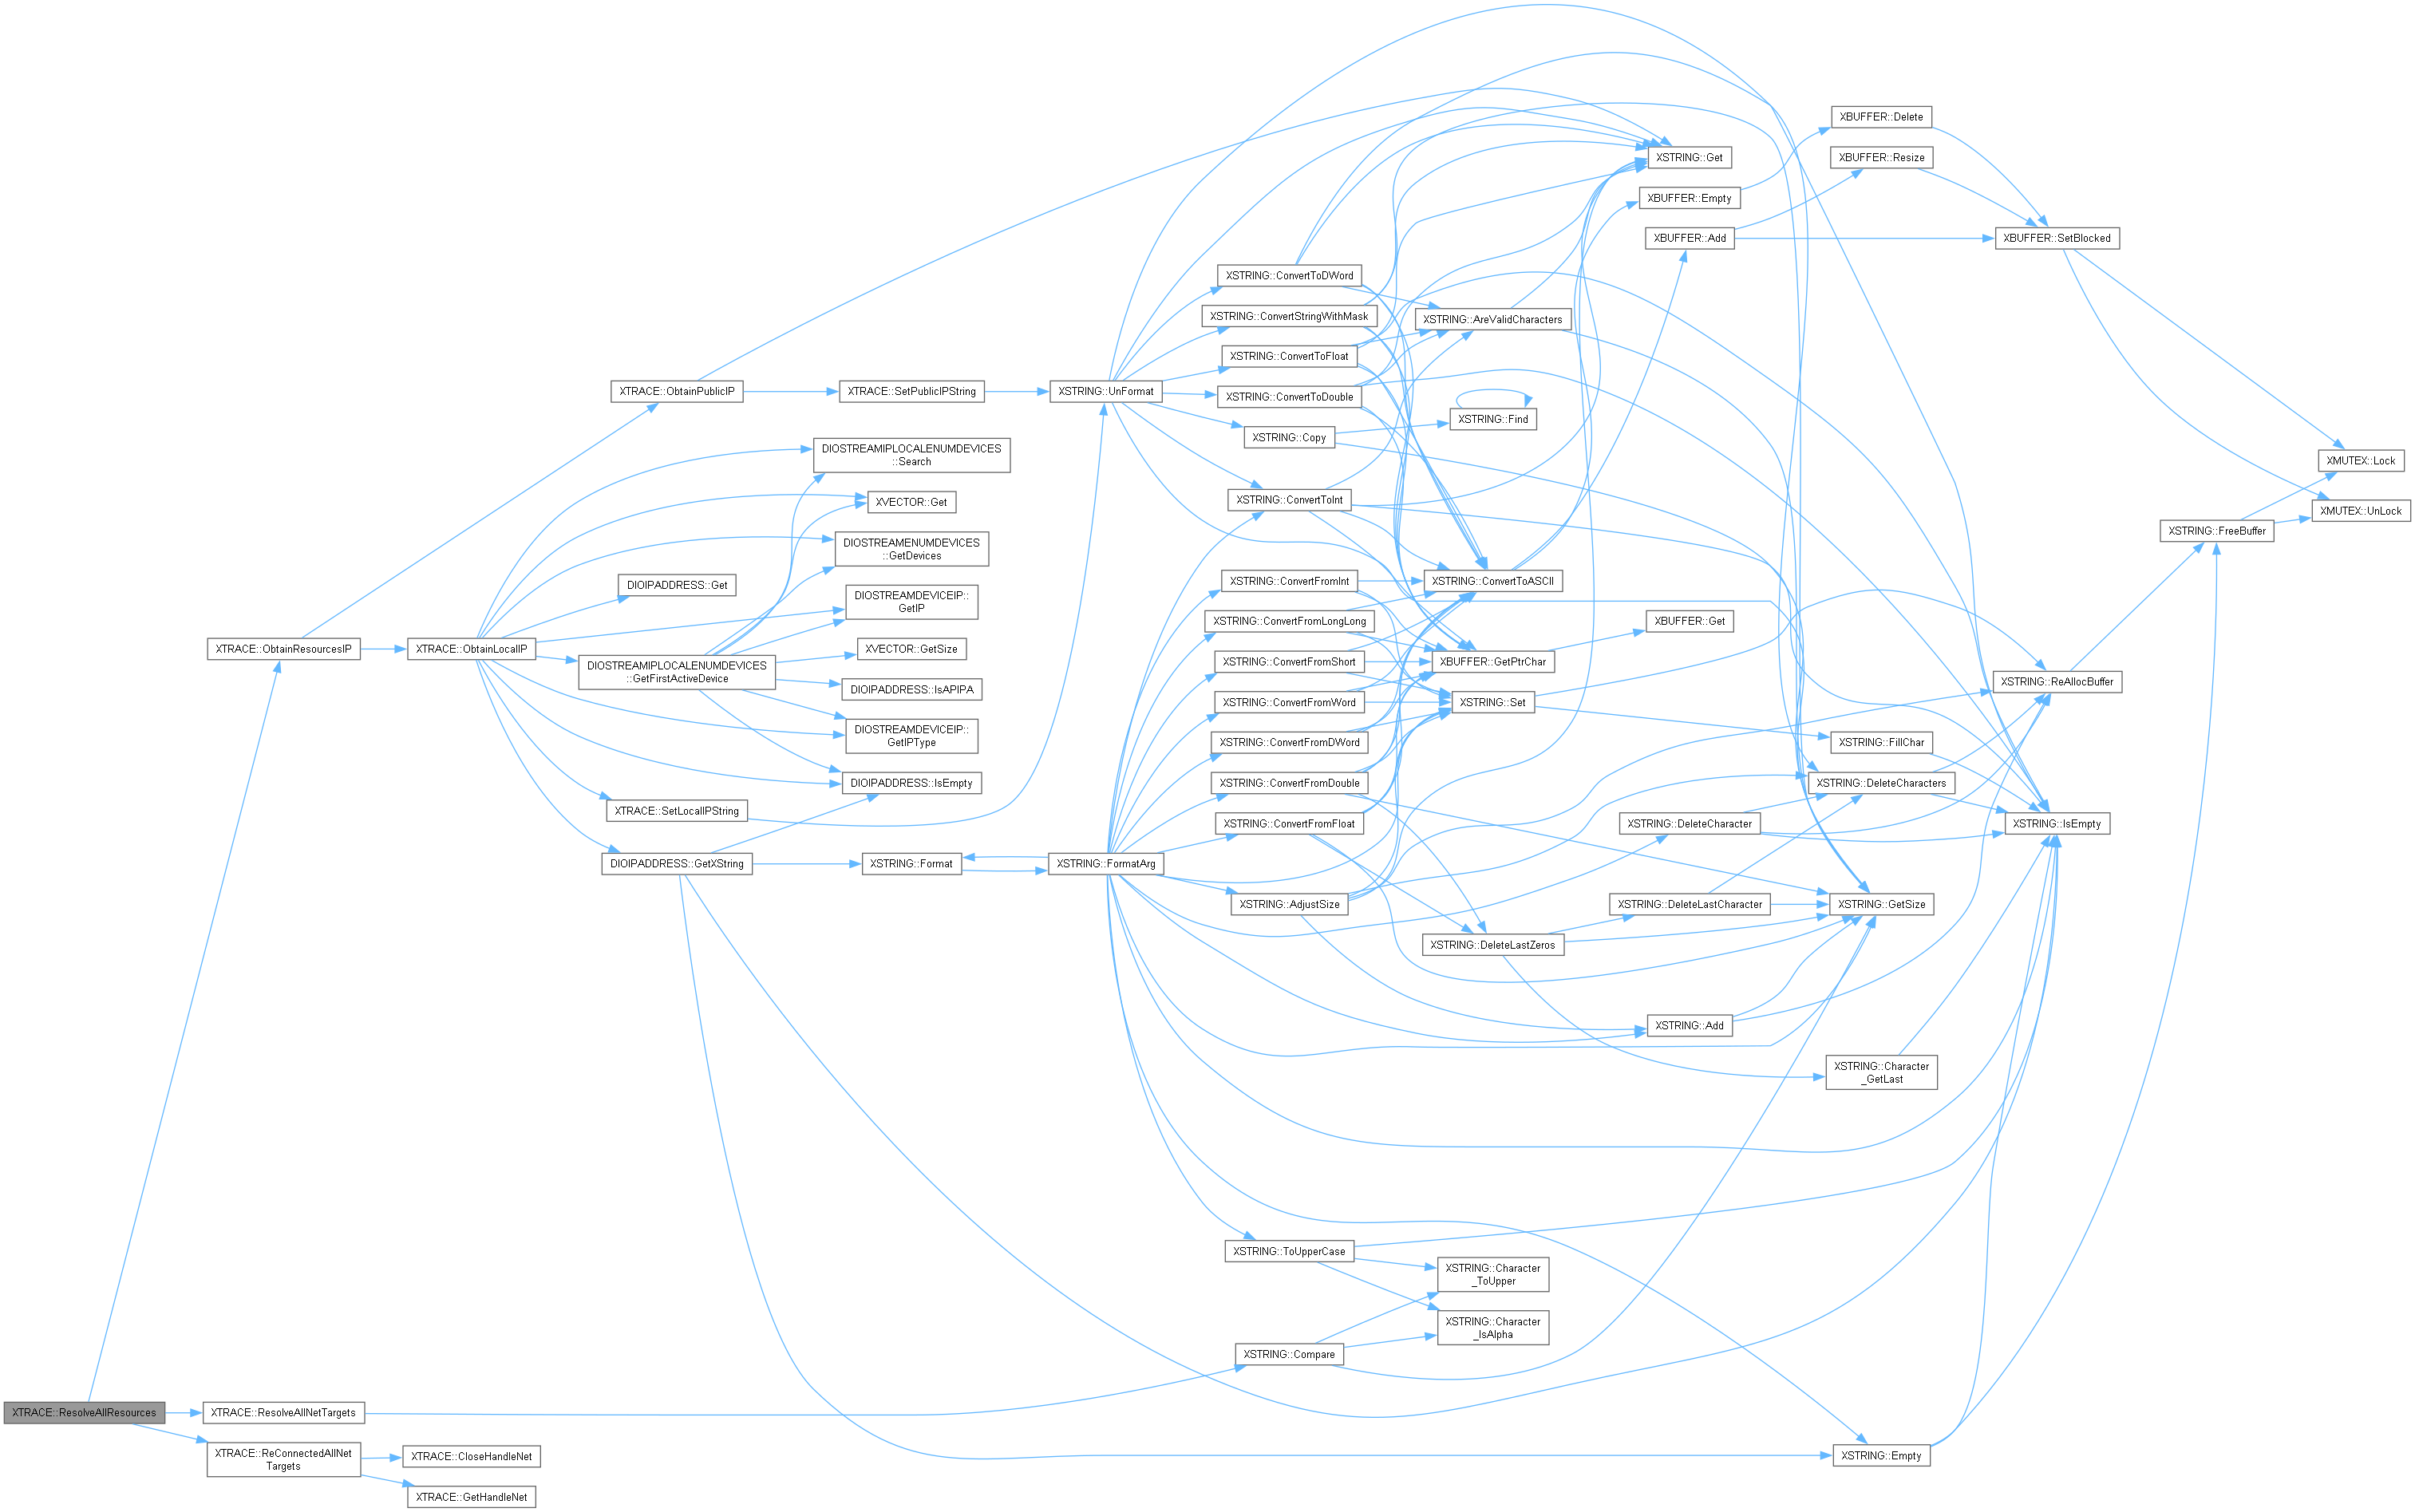 XTRACE::ResolveAllResources
XTRACE::ObtainResourcesIP
XTRACE::ResolveAllNetTargets
XTRACE::ReConnectedAllNet
Targets
XTRACE::ObtainLocalIP
XTRACE::CloseHandleNet
XTRACE::GetHandleNet
XTRACE::ObtainPublicIP
DIOIPADDRESS::Get
DIOSTREAMIPLOCALENUMDEVICES
::GetFirstActiveDevice
XTRACE::SetLocalIPString
DIOIPADDRESS::GetXString
XTRACE::SetPublicIPString
DIOSTREAMIPLOCALENUMDEVICES
::Search
XVECTOR::Get
DIOSTREAMENUMDEVICES
::GetDevices
DIOSTREAMDEVICEIP::
GetIP
XVECTOR::GetSize
DIOIPADDRESS::IsAPIPA
DIOSTREAMDEVICEIP::
GetIPType
DIOIPADDRESS::IsEmpty
XSTRING::Format
XSTRING::UnFormat
XSTRING::FormatArg
XSTRING::ConvertToDWord
XSTRING::ConvertStringWithMask
XSTRING::ConvertToFloat
XSTRING::ConvertToDouble
XSTRING::Copy
XSTRING::ConvertToInt
XSTRING::ConvertFromInt
XSTRING::ConvertFromLongLong
XSTRING::ConvertFromShort
XSTRING::ConvertFromWord
XSTRING::ConvertFromDWord
XSTRING::ConvertFromDouble
XSTRING::ConvertFromFloat
XSTRING::AdjustSize
XSTRING::ToUpperCase
XSTRING::Compare
XSTRING::AreValidCharacters
XSTRING::Find
XSTRING::ConvertToASCII
XBUFFER::GetPtrChar
XSTRING::Set
XSTRING::DeleteLastZeros
XSTRING::Character
_ToUpper
XSTRING::Character
_IsAlpha
XSTRING::Get
XBUFFER::Empty
XBUFFER::Add
XBUFFER::Get
XSTRING::DeleteCharacter
XSTRING::DeleteLastCharacter
XSTRING::Add
XBUFFER::Delete
XBUFFER::Resize
XSTRING::FillChar
XSTRING::DeleteCharacters
XSTRING::GetSize
XSTRING::Character
_GetLast
XSTRING::Empty
XBUFFER::SetBlocked
XSTRING::ReAllocBuffer
XSTRING::IsEmpty
XSTRING::FreeBuffer
XMUTEX::Lock
XMUTEX::UnLock